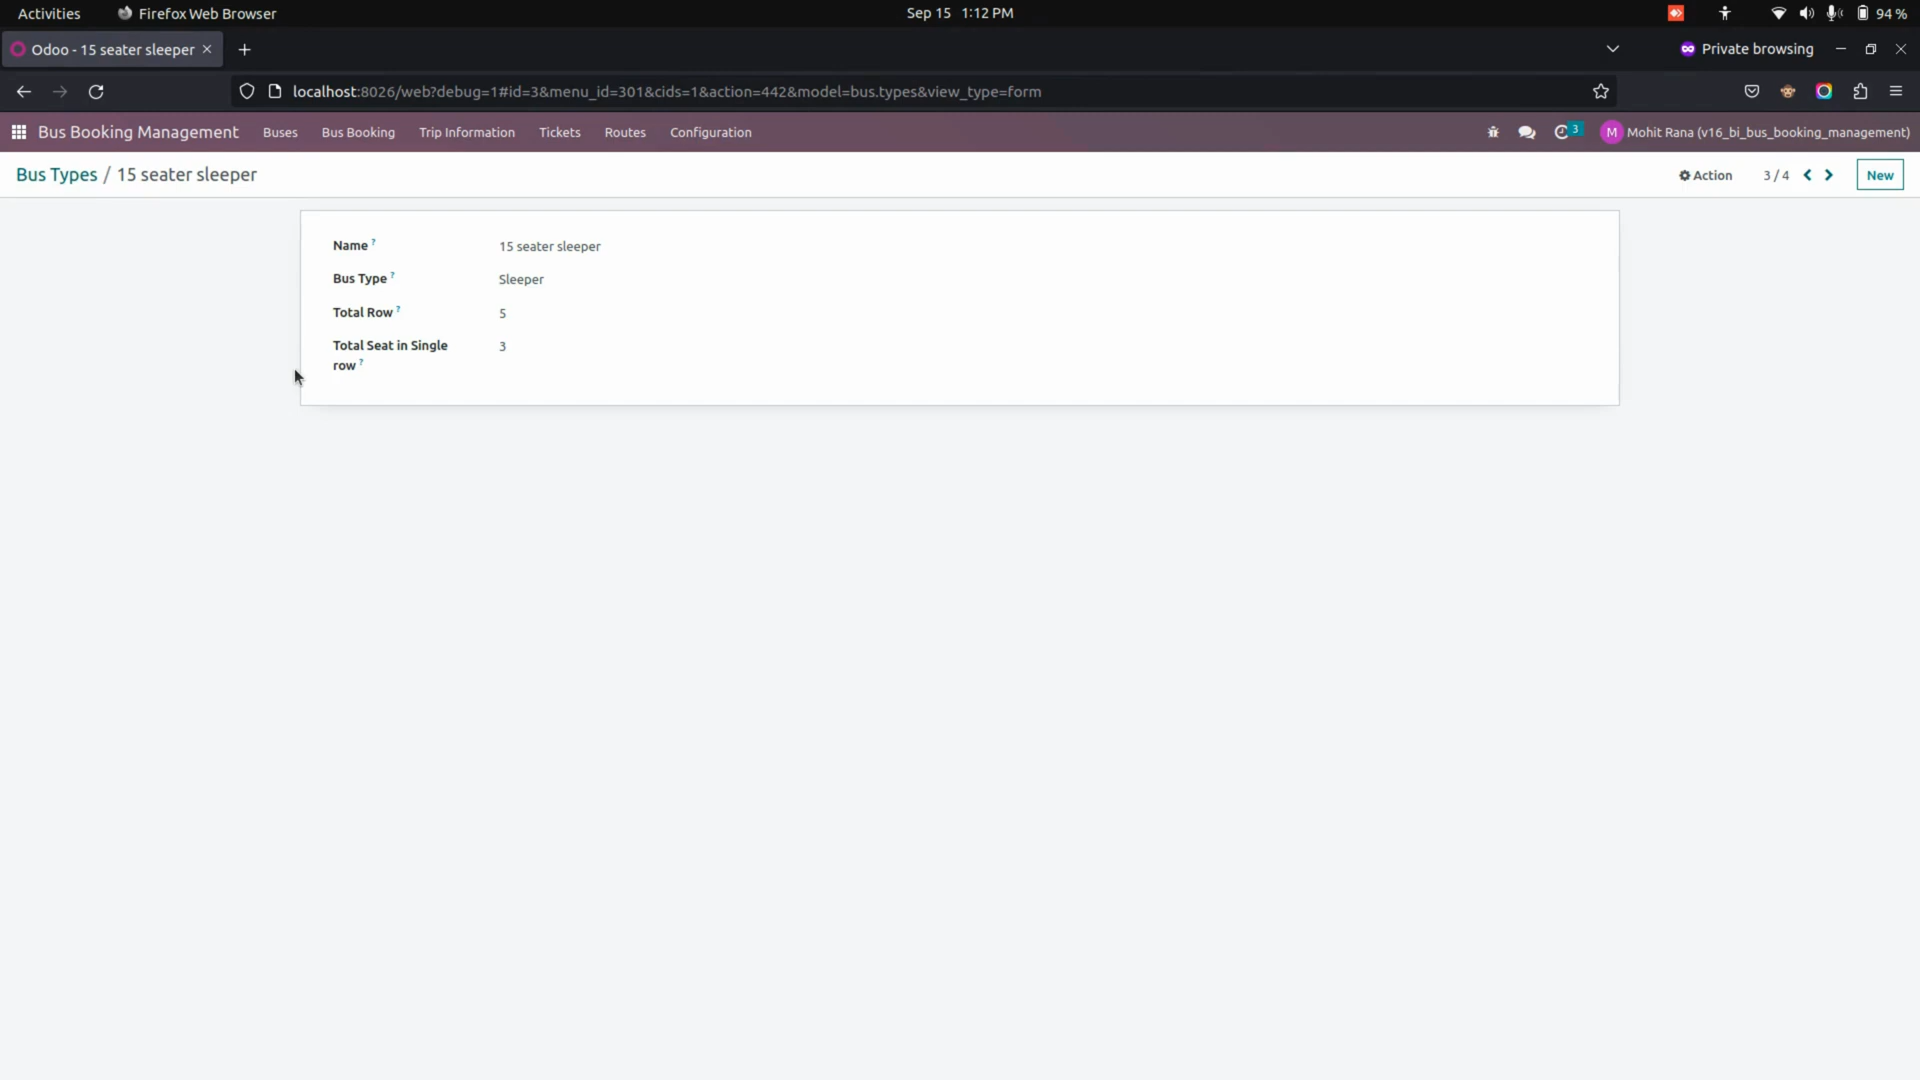 Activities Firefox Web Browser Sep 15 1:12 PM 94 %
Odoo - 15 seater sleeper Private browsing
localhost:8026/web?debug=1#id=3&menu_id=301&cids=1&action=442&model=bus.types&view_type=form
Bus Booking Management Buses Bus Booking Trip Information Tickets Routes Configuration 3 M Mohit Rana (v16_bi_bus_booking_management)
Bus Types / 15 seater sleeper Action 3 / 4 New
Name ? 15 seater sleeper
Bus Type ? Sleeper
Total Row ? 5
Total Seat in Single 3
row ?